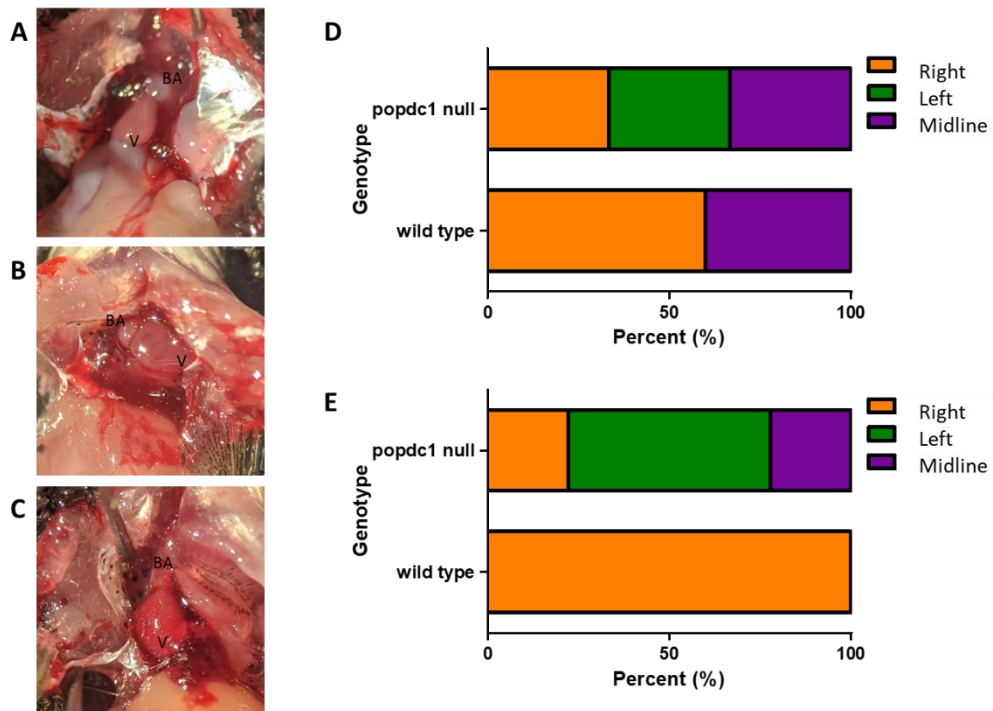 A
BA
V
B
BA
V
C
BA
V
D
Genotype
popdc1 null
wild type
0
50
100
Percent (%)
Right
Left
Midline
E
Genotype
popdc1 null
wild type
0
50
100
Percent (%)
Right
Left
Midline